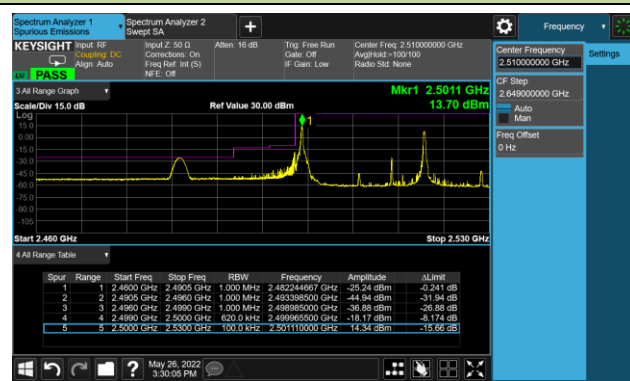 Spectrum Analyzer 1
Spurious Emissions
Spectrum Analyzer 2
Swept SA
+
Frequency
KEYSIGHT
Input: RF
Coupling: DC
Align: Auto
Input Z: 50 Ω
Corrections: On
Freq Ref: Int (S)
NFE: Off
Atten: 16 dB
Trig: Free Run
Gate: Off
IF Gain: Low
Center Freq: 2.510000000 GHz
Avg|Hold:>100/100
Radio Std: None
PASS
Center Frequency
2.510000000 GHz
Settings
CF Step
2.649000000 GHz
Auto
Man
Freq Offset
0 Hz
3 All Range Graph
Mkr1 2.5011 GHz
13.70 dBm
Scale/Div 15.0 dB
Ref Value 30.00 dBm
Log
15.0
0.00
-15.0
-30.0
-45.0
-60.0
-75.0
-90.0
-105
1
Start 2.460 GHz
Stop 2.530 GHz
4 All Range Table
Spur Range Start Freq Stop Freq RBW Frequency Amplitude ΔLimit
1 1 2.4600 GHz 2.4905 GHz 1.000 MHz 2.482244667 GHz -25.24 dBm -0.241 dB
2 2 2.4905 GHz 2.4960 GHz 1.000 MHz 2.493398500 GHz -44.94 dBm -31.94 dB
3 3 2.4960 GHz 2.4990 GHz 1.000 MHz 2.498985000 GHz -36.88 dBm -26.88 dB
4 4 2.4990 GHz 2.5000 GHz 620.0 kHz 2.499965500 GHz -18.17 dBm -8.174 dB
5 5 2.5000 GHz 2.5300 GHz 100.0 kHz 2.501110000 GHz 14.34 dBm -15.66 dB
?
May 26, 2022
3:30:05 PM